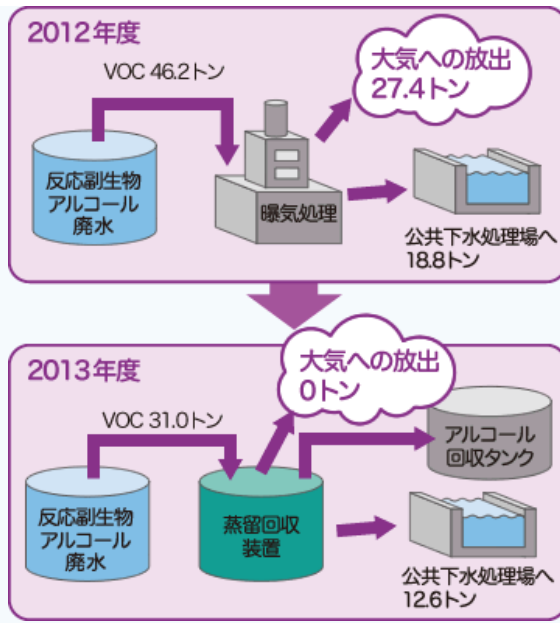 2012年度
VOC 46.2トン
大気への放出
27.4トン
反応副生物
アルコール
廃水
曝気処理
公共下水処理場へ
18.8トン
2013年度
大気への放出
0トン
VOC 31.0トン
アルコール
回収タンク
反応副生物
アルコール
廃水
蒸留回収
装置
公共下水処理場へ
12.6トン